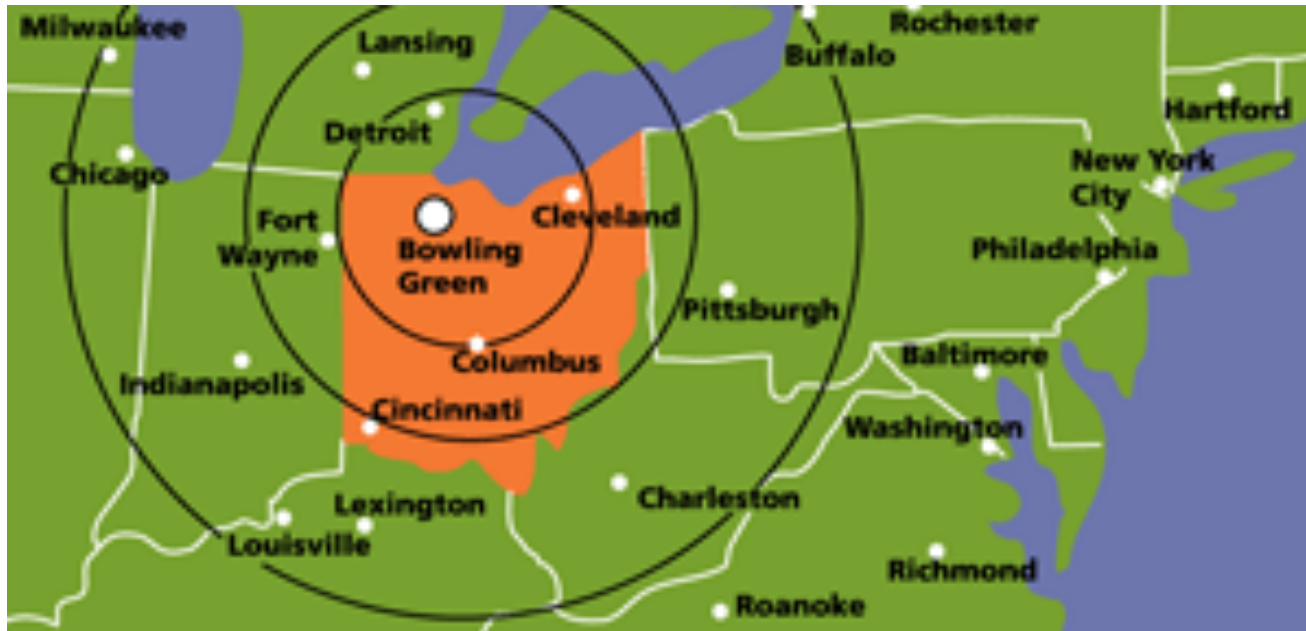 Milwaukee
Lansing
Rochester
Buffalo
Hartford
Detroit
Chicago
New York
City
Fort
Wayne
Cleveland
Bowling
Green
Philadelphia
Pittsburgh
Columbus
Baltimore
Indianapolis
Cincinnati
Washington
Lexington
Charleston
Louisville
Richmond
Roanoke